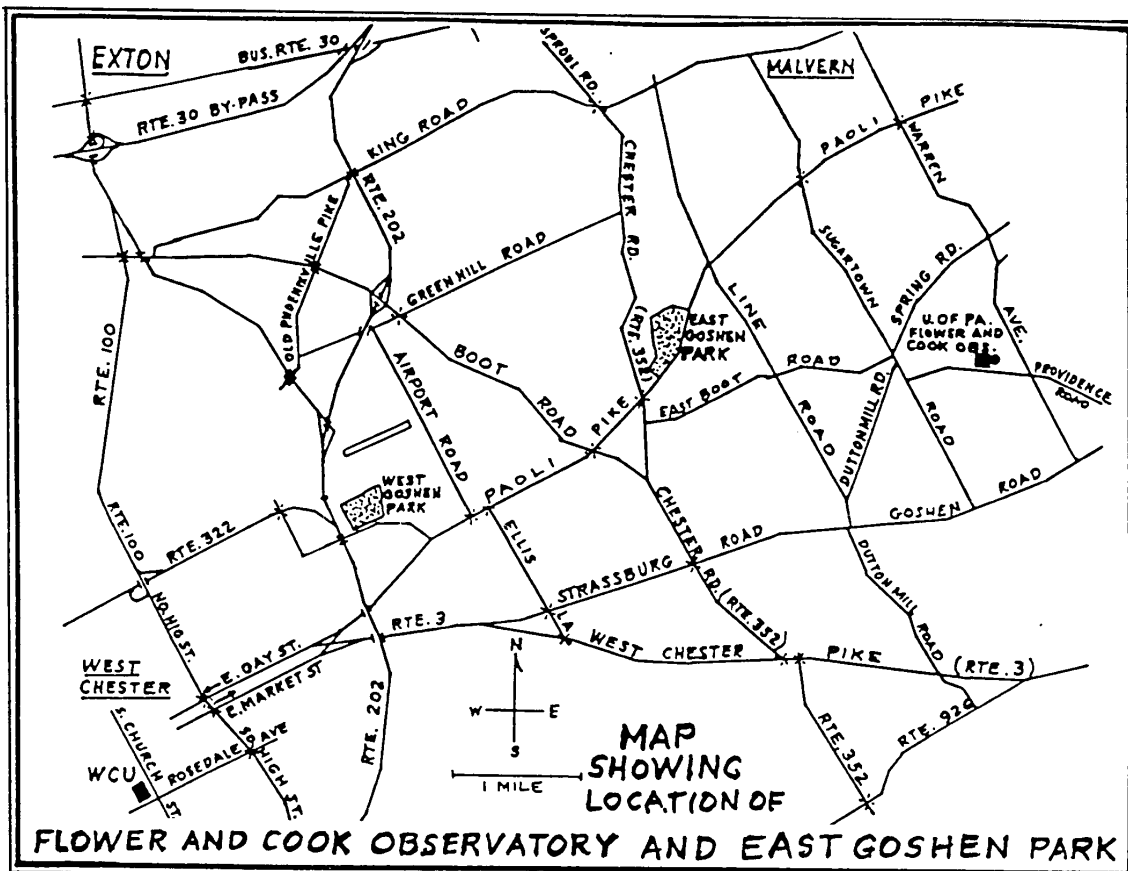 EXTON
BUS. RTE. 30
RTE. 30 BY-PASS
SPROUL RD.
MALVERN
KING ROAD
PAOLI PIKE
WARREN AVE.
RTE. 202
CHESTER RD. (RTE. 352)
OLD PHOENIXVILLE PIKE
GREEN HILL ROAD
RTE. 100
LINE ROAD
SUGARTOWN ROAD
SPRING RD.
U. OF PA.
FLOWER AND
COOK OBS.
EAST
GOSHEN
PARK
BOOT ROAD
AIRPORT ROAD
EAST BOOT ROAD
PROVIDENCE
ROAD
DUTTON MILL RD.
PAOLI PIKE
WEST
GOSHEN
PARK
RTE. 100
RTE. 322
ELLIS LA.
CHESTER RD. (RTE. 352)
STRASSBURG ROAD
GOSHEN ROAD
DUTTON MILL ROAD
NO. HIG ST.
RTE. 3
WEST CHESTER PIKE (RTE. 3)
E. GAY ST.
E. MARKET ST
WEST
CHESTER
S. CHURCH ST.
SO. HIGH ST.
ROSEDALE AVE
WCU
RTE. 202
N
W E
S
1 MILE
RTE. 352
RTE. 926
MAP
SHOWING
LOCATION OF
FLOWER AND COOK OBSERVATORY AND EAST GOSHEN PARK